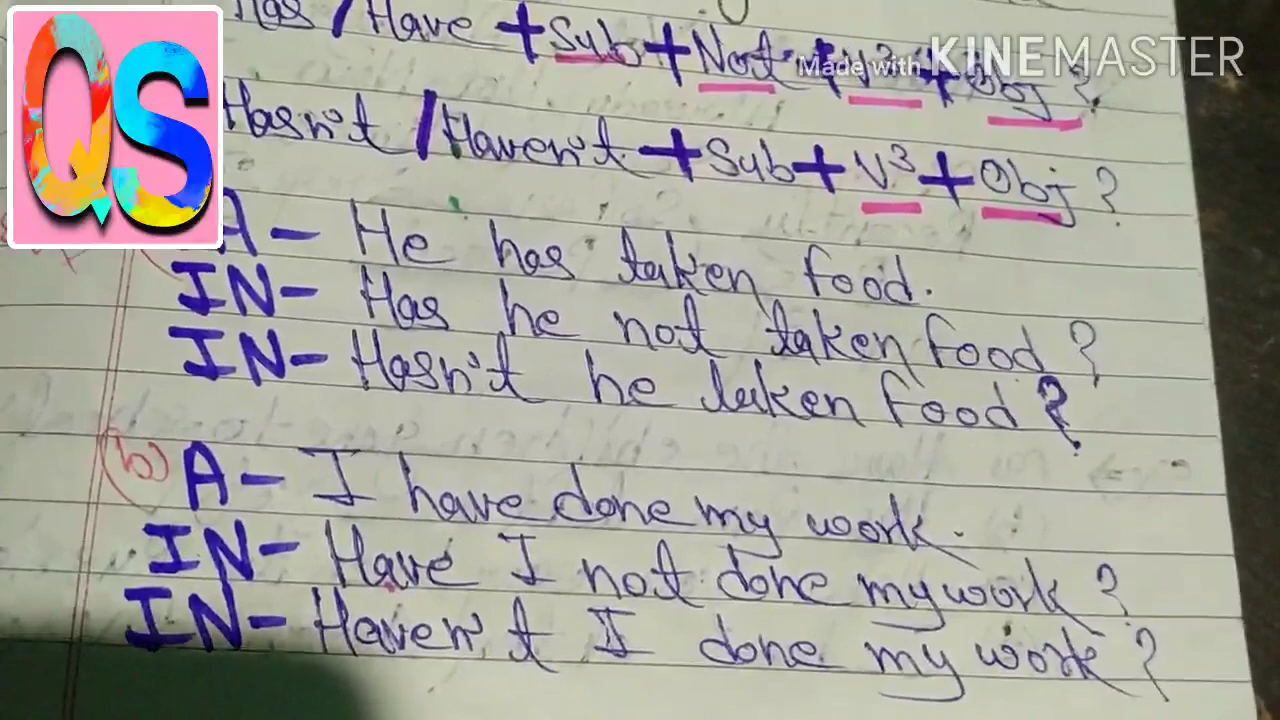 QS
Has/Have + Sub + Not + V3 + Obj ?
Made with KINEMASTER
Hasn't / Haven't + Sub + V3 + Obj ?
A- He has taken food.
IN- Has he not taken food ?
IN- Hasn't he taken food ?
(b) A- I have done my work.
IN- Have I not done my work ?
IN- Haven't I done my work ?